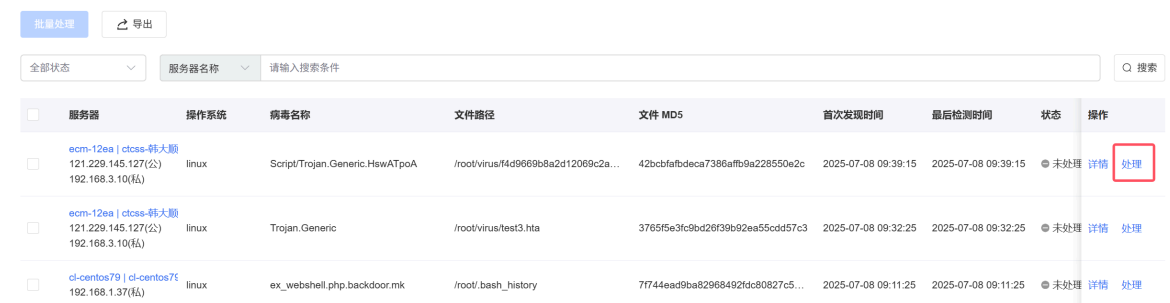 批量处理 导出
全部状态 服务器名称 请输入搜索条件 搜索
服务器 操作系统 病毒名称 文件路径 文件 MD5 首次发现时间 最后检测时间 状态 操作
ecm-12ea | ctcss-韩大顺
121.229.145.127(公) linux Script/Trojan.Generic.HswATpoA /root/virus/f4d9669b8a2d12069c2a... 42bcbfafbdeca7386affb9a228550e2c 2025-07-08 09:39:15 2025-07-08 09:39:15 未处理 详情 处理
192.168.3.10(私)
ecm-12ea | ctcss-韩大顺
121.229.145.127(公) linux Trojan.Generic /root/virus/test3.hta 3765f5e3fc9bd26f39b92ea55cdd57c3 2025-07-08 09:32:25 2025-07-08 09:32:25 未处理 详情 处理
192.168.3.10(私)
cl-centos79 | cl-centos79
192.168.1.37(私) linux ex_webshell.php.backdoor.mk /root/.bash_history 7f744ead9ba82968492fdc80827c5... 2025-07-08 09:11:25 2025-07-08 09:11:25 未处理 详情 处理